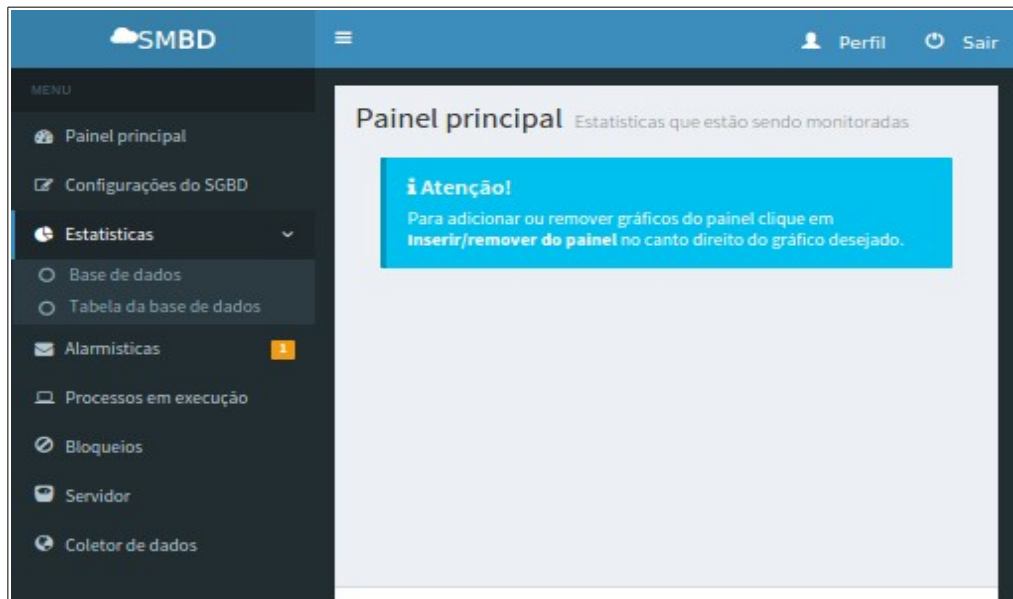 SMBD
Perfil
Sair
MENU
Painel principal
Configurações do SGBD
Estatisticas
Base de dados
Tabela da base de dados
Alarmisticas
1
Processos em execução
Bloqueios
Servidor
Coletor de dados
Painel principal Estatisticas que estão sendo monitoradas
Atenção!
Para adicionar ou remover gráficos do painel clique em
Inserir/remover do painel no canto direito do gráfico desejado.